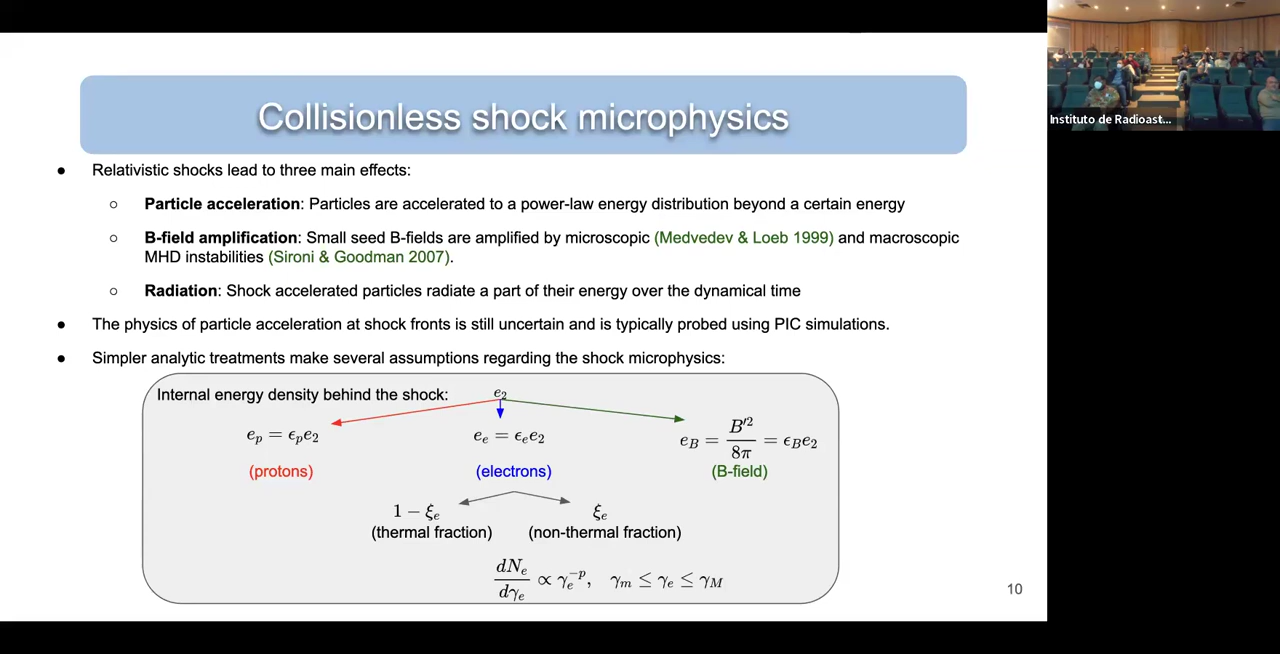 Collisionless shock microphysics
Instituto de Radioast...
● Relativistic shocks lead to three main effects:
○ Particle acceleration: Particles are accelerated to a power-law energy distribution beyond a certain energy
○ B-field amplification: Small seed B-fields are amplified by microscopic (Medvedev & Loeb 1999) and macroscopic
MHD instabilities (Sironi & Goodman 2007).
○ Radiation: Shock accelerated particles radiate a part of their energy over the dynamical time
● The physics of particle acceleration at shock fronts is still uncertain and is typically probed using PIC simulations.
● Simpler analytic treatments make several assumptions regarding the shock microphysics:
Internal energy density behind the shock: e₂
e_p = ϵ_p e₂ e_e = ϵ_e e₂ e_B = B′²/8π = ϵ_B e₂
(protons) (electrons) (B-field)
1 − ξ_e ξ_e
(thermal fraction) (non-thermal fraction)
dN_e/dγ_e ∝ γ_e^−p, γ_m ≤ γ_e ≤ γ_M
10